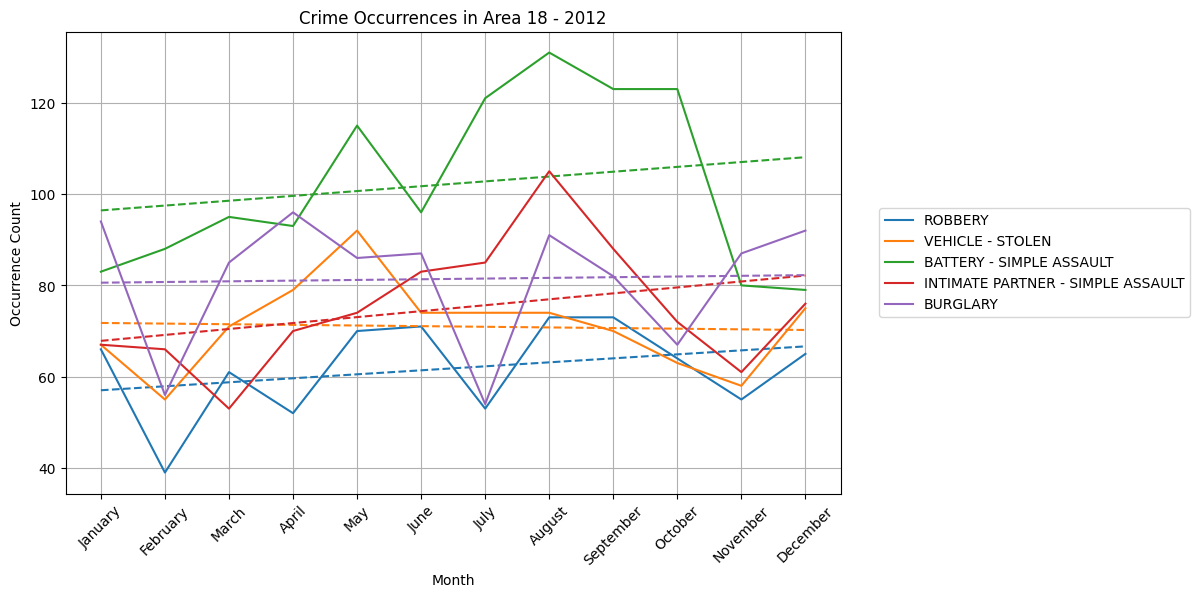 Crime Occurrences in Area 18 - 2012
Occurrence Count
120
100
80
60
40
January
February
March
April
May
June
July
August
September
October
November
December
Month
ROBBERY
VEHICLE - STOLEN
BATTERY - SIMPLE ASSAULT
INTIMATE PARTNER - SIMPLE ASSAULT
BURGLARY